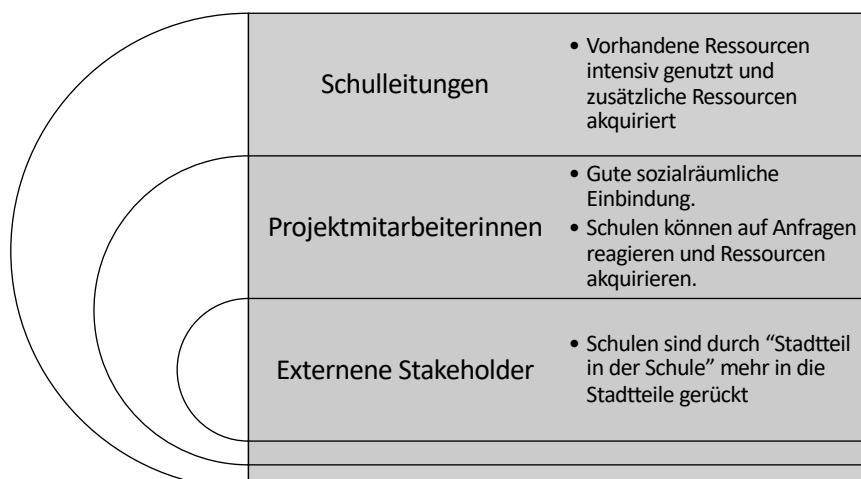 Schulleitungen
• Vorhandene Ressourcen
intensiv genutzt und
zusätzliche Ressourcen
akquiriert
Projektmitarbeiterinnen
• Gute sozialräumliche
Einbindung.
• Schulen können auf Anfragen
reagieren und Ressourcen
akquirieren.
Externene Stakeholder
• Schulen sind durch “Stadtteil
in der Schule” mehr in die
Stadtteile gerückt